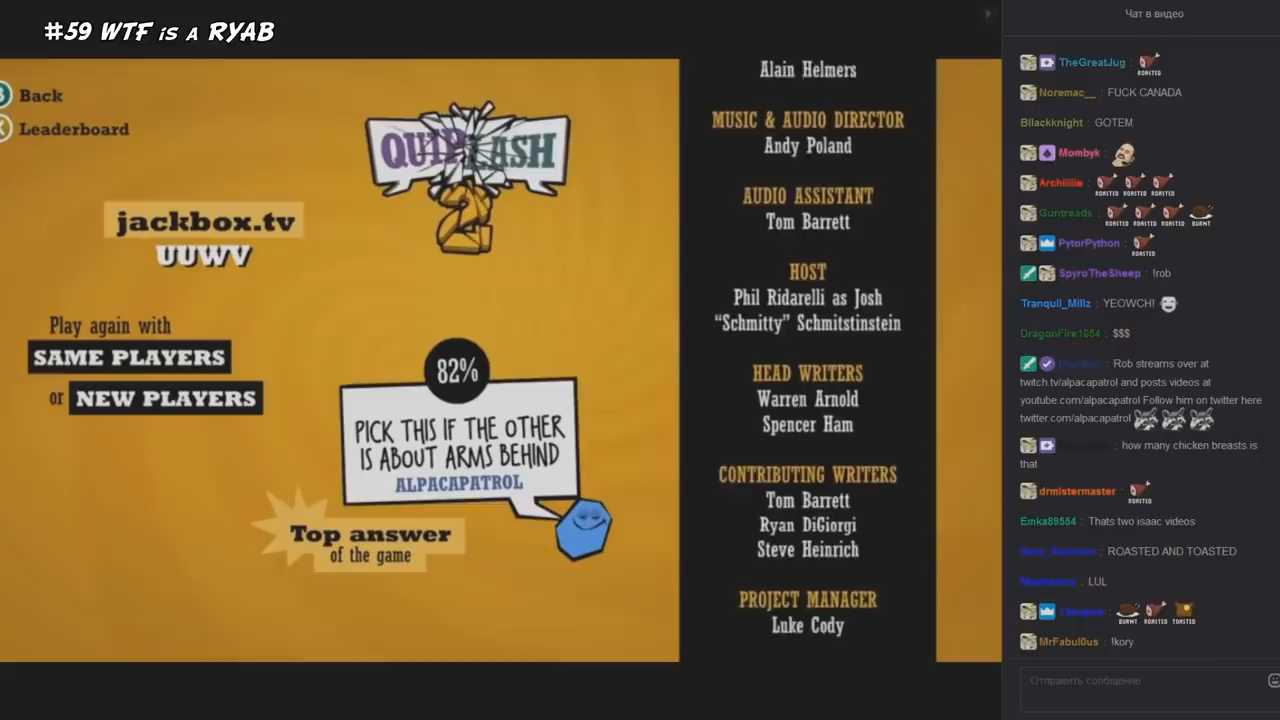 #59 WTF is a RYAB
Back
Leaderboard
jackbox.tv
UUWV
Play again with
SAME PLAYERS
or NEW PLAYERS
QUIPLASH
2
82%
PICK THIS IF THE OTHER
IS ABOUT ARMS BEHIND
ALPACAPATROL
Top answer
of the game
Alain Helmers
MUSIC & AUDIO DIRECTOR
Andy Poland
AUDIO ASSISTANT
Tom Barrett
HOST
Phil Ridarelli as Josh
“Schmitty” Schmitstinstein
HEAD WRITERS
Warren Arnold
Spencer Ham
CONTRIBUTING WRITERS
Tom Barrett
Ryan DiGiorgi
Steve Heinrich
PROJECT MANAGER
Luke Cody
Чат в видео
TheGreatJug :
ROASTED
Noremac__ : FUCK CANADA
Bllackknight : GOTEM
Mombyk :
Archiiiiie :
ROASTED ROASTED ROASTED
Guntreads :
ROASTED ROASTED ROASTED BURNT
PytorPython :
ROASTED
SpyroTheSheep : !rob
Tranquil_Millz : YEOWCH!
DragonFire1054 : $$$
: Rob streams over at
twitch.tv/alpacapatrol and posts videos at
youtube.com/alpacapatrol Follow him on twitter here
twitter.com/alpacapatrol
: how many chicken breasts is
that
drmistermaster :
ROASTED
Emka89554 : Thats two isaac videos
: ROASTED AND TOASTED
: LUL
BURNT ROASTED TOASTED
MrFabul0us : !kory
Отправить сообщение